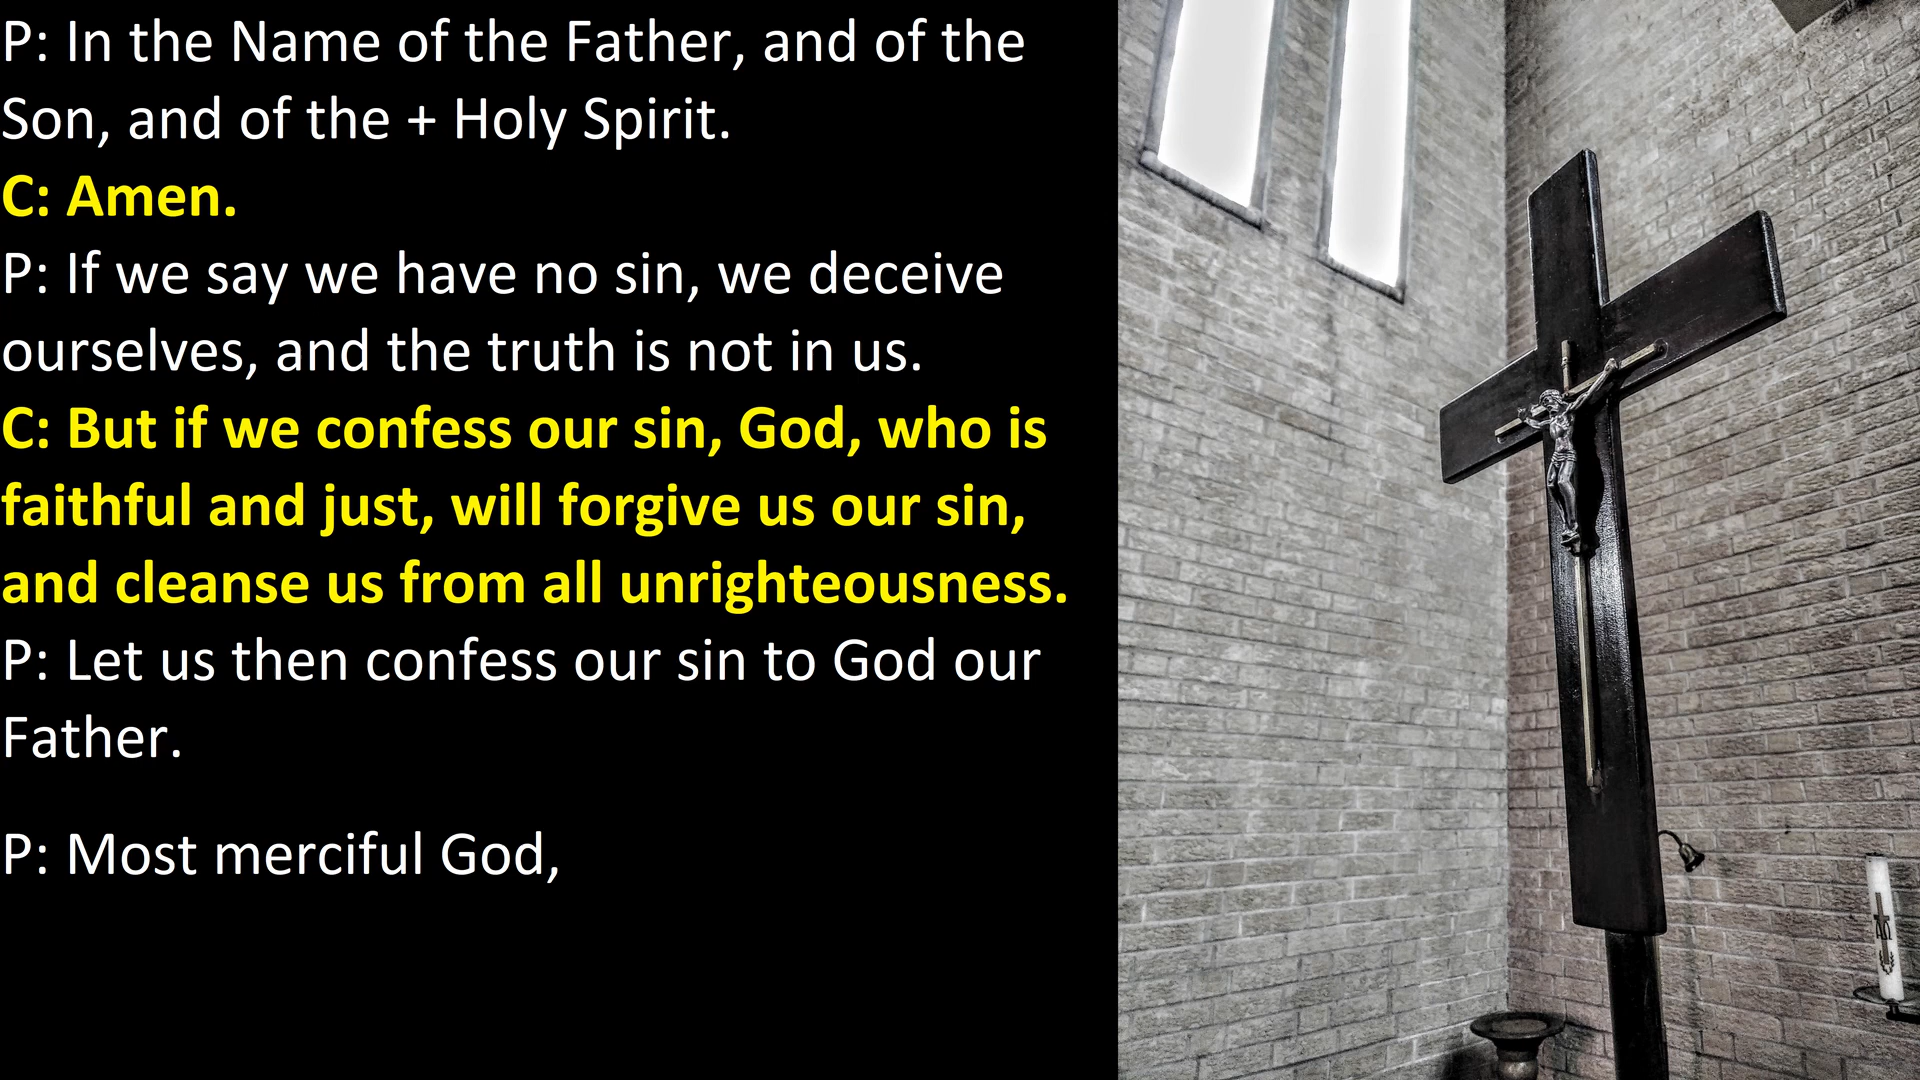 P: In the Name of the Father, and of the
Son, and of the + Holy Spirit.
C: Amen.
P: If we say we have no sin, we deceive
ourselves, and the truth is not in us.
C: But if we confess our sin, God, who is
faithful and just, will forgive us our sin,
and cleanse us from all unrighteousness.
P: Let us then confess our sin to God our
Father.
P: Most merciful God,